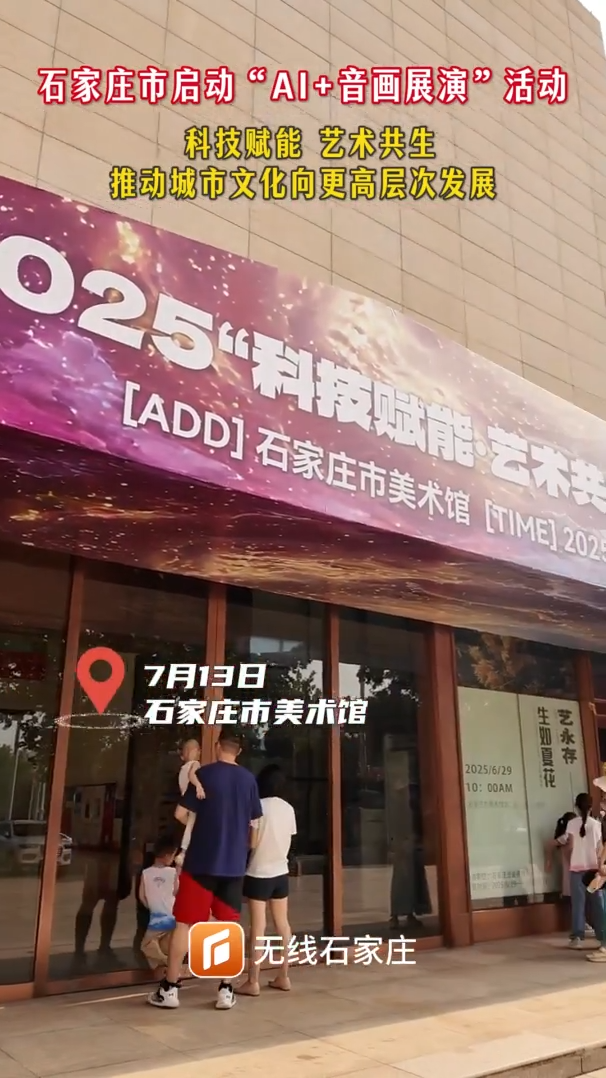 石家庄市启动“AI+音画展演”活动
科技赋能 艺术共生
推动城市文化向更高层次发展
025“科技赋能·艺术共
[ADD] 石家庄市美术馆 [TIME] 2025
7月13日
石家庄市美术馆
艺永存
生如夏花
2025/6/29
10：00AM
无线石家庄